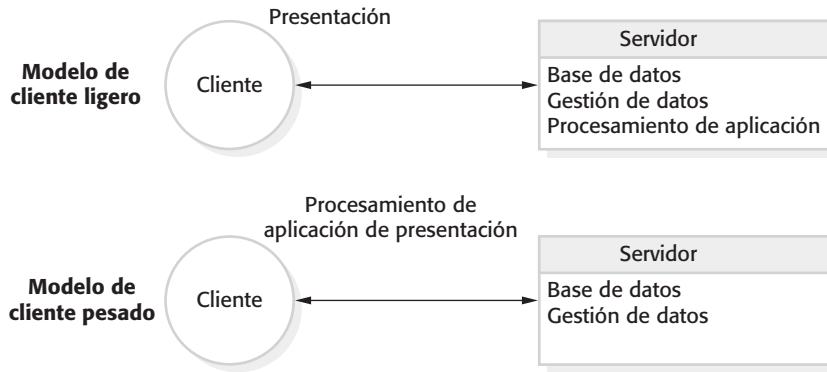 Presentación
Modelo de
cliente ligero
Cliente
Servidor
Base de datos
Gestión de datos
Procesamiento de aplicación
Procesamiento de
aplicación de presentación
Modelo de
cliente pesado
Cliente
Servidor
Base de datos
Gestión de datos